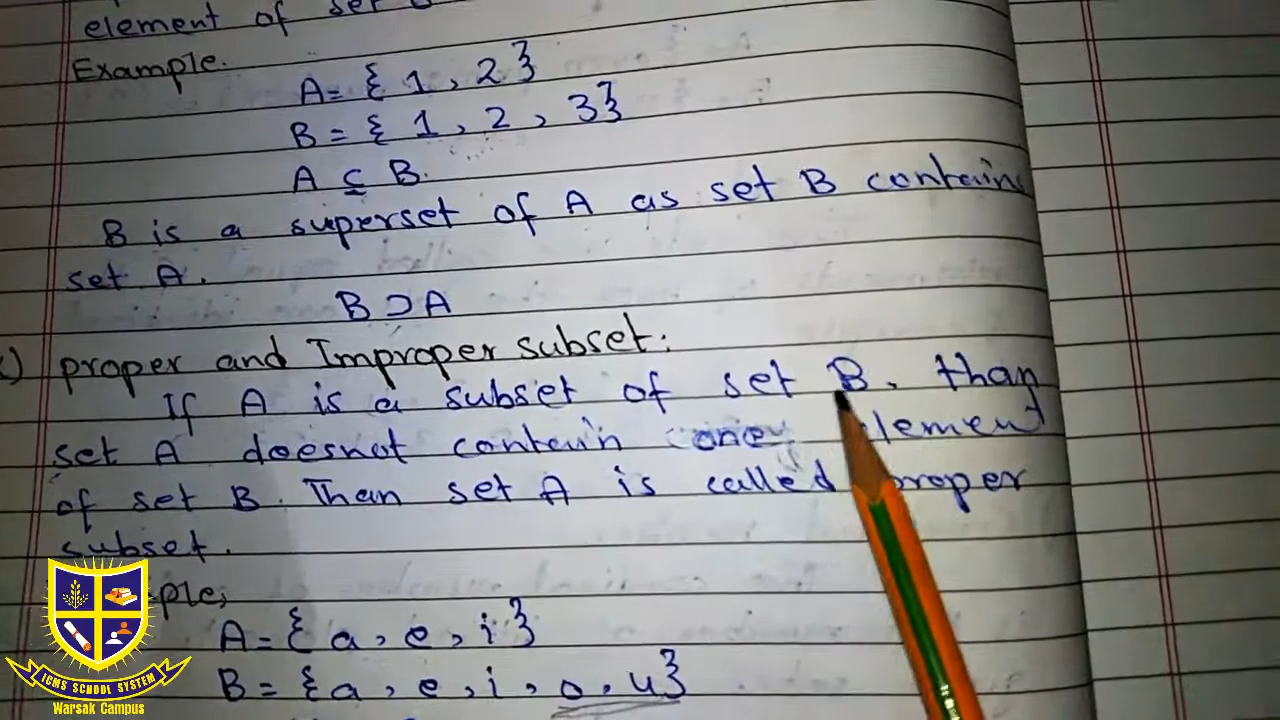 element of set
Example.
A = { 1 , 2 }
B = { 1 , 2 , 3 }
A ⊆ B.
B is a superset of A as set B contains
set A.
B ⊃ A
) proper and Improper subset:
If A is a subset of set B. than
set A doesnot contain element
of set B. Than set A is called proper
subset.
ple;
A = { a , e , i }
B = { a , e , i , o , u }
ICMS SCHOOL SYSTEM
Warsak Campus